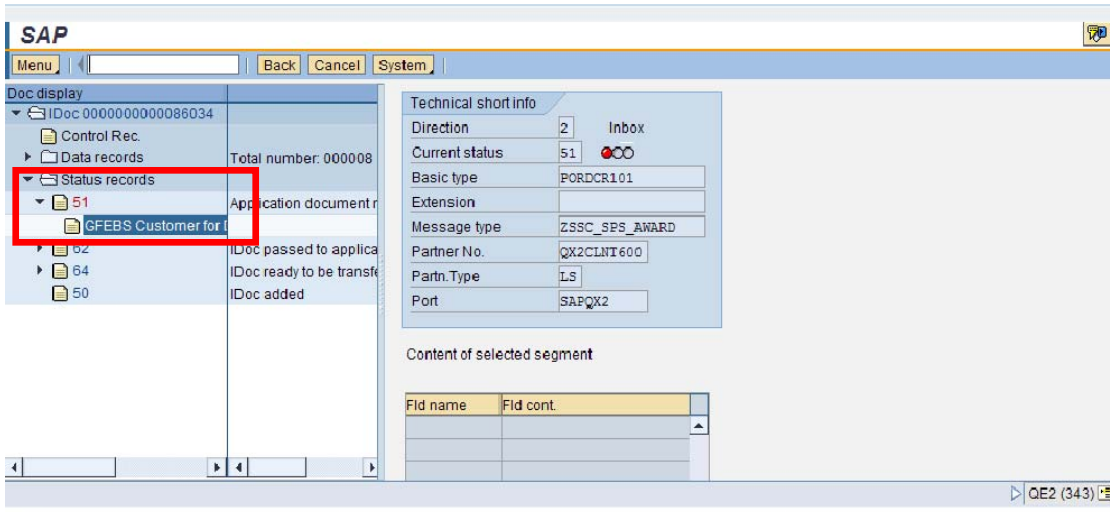 SAP
Menu Back Cancel System
Doc display
IDoc 0000000000086034
Control Rec.
Data records Total number: 000008
Status records
51 Application document r
GFEBS Customer for D
62 IDoc passed to applica
64 IDoc ready to be transfe
50 IDoc added
Technical short info
Direction 2 Inbox
Current status 51
Basic type PORDCR101
Extension
Message type ZSSC_SPS_AWARD
Partner No. QX2CLNT600
Partn.Type LS
Port SAPQX2
Content of selected segment
Fld name Fld cont.
QE2 (343)